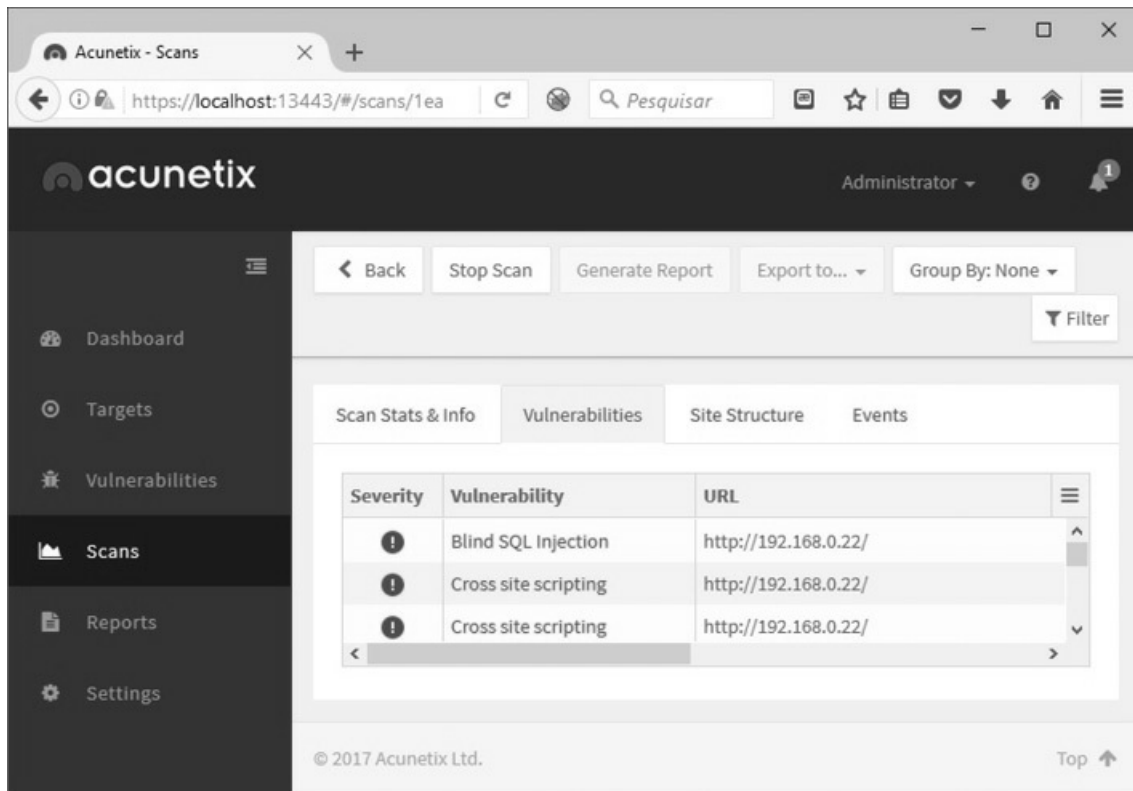 Acunetix - Scans
https://localhost:13443/#/scans/1ea
Pesquisar
acunetix
Administrator
1
Back
Stop Scan
Generate Report
Export to...
Group By: None
Filter
Dashboard
Targets
Vulnerabilities
Scans
Reports
Settings
Scan Stats & Info
Vulnerabilities
Site Structure
Events
Severity Vulnerability URL
Blind SQL Injection http://192.168.0.22/
Cross site scripting http://192.168.0.22/
Cross site scripting http://192.168.0.22/
© 2017 Acunetix Ltd.
Top